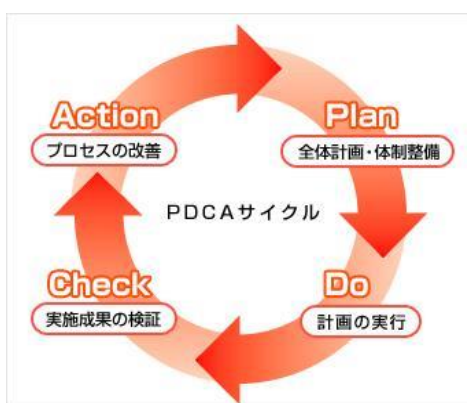 Action
プロセスの改善
Plan
全体計画・体制整備
PDCAサイクル
Check
実施成果の検証
Do
計画の実行